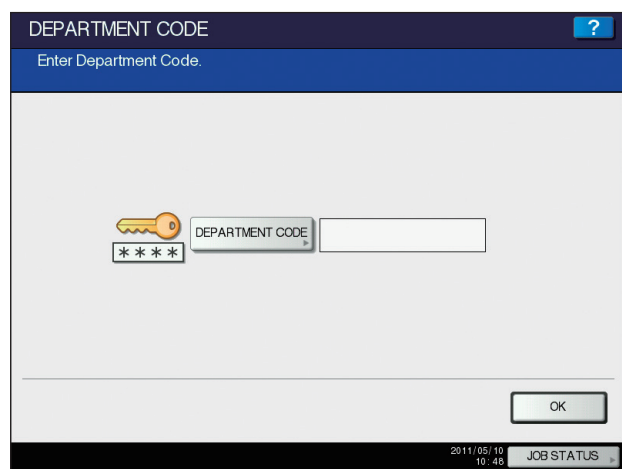 DEPARTMENT CODE
?
Enter Department Code.
DEPARTMENT CODE
****
OK
2011/05/10
10:48
JOB STATUS